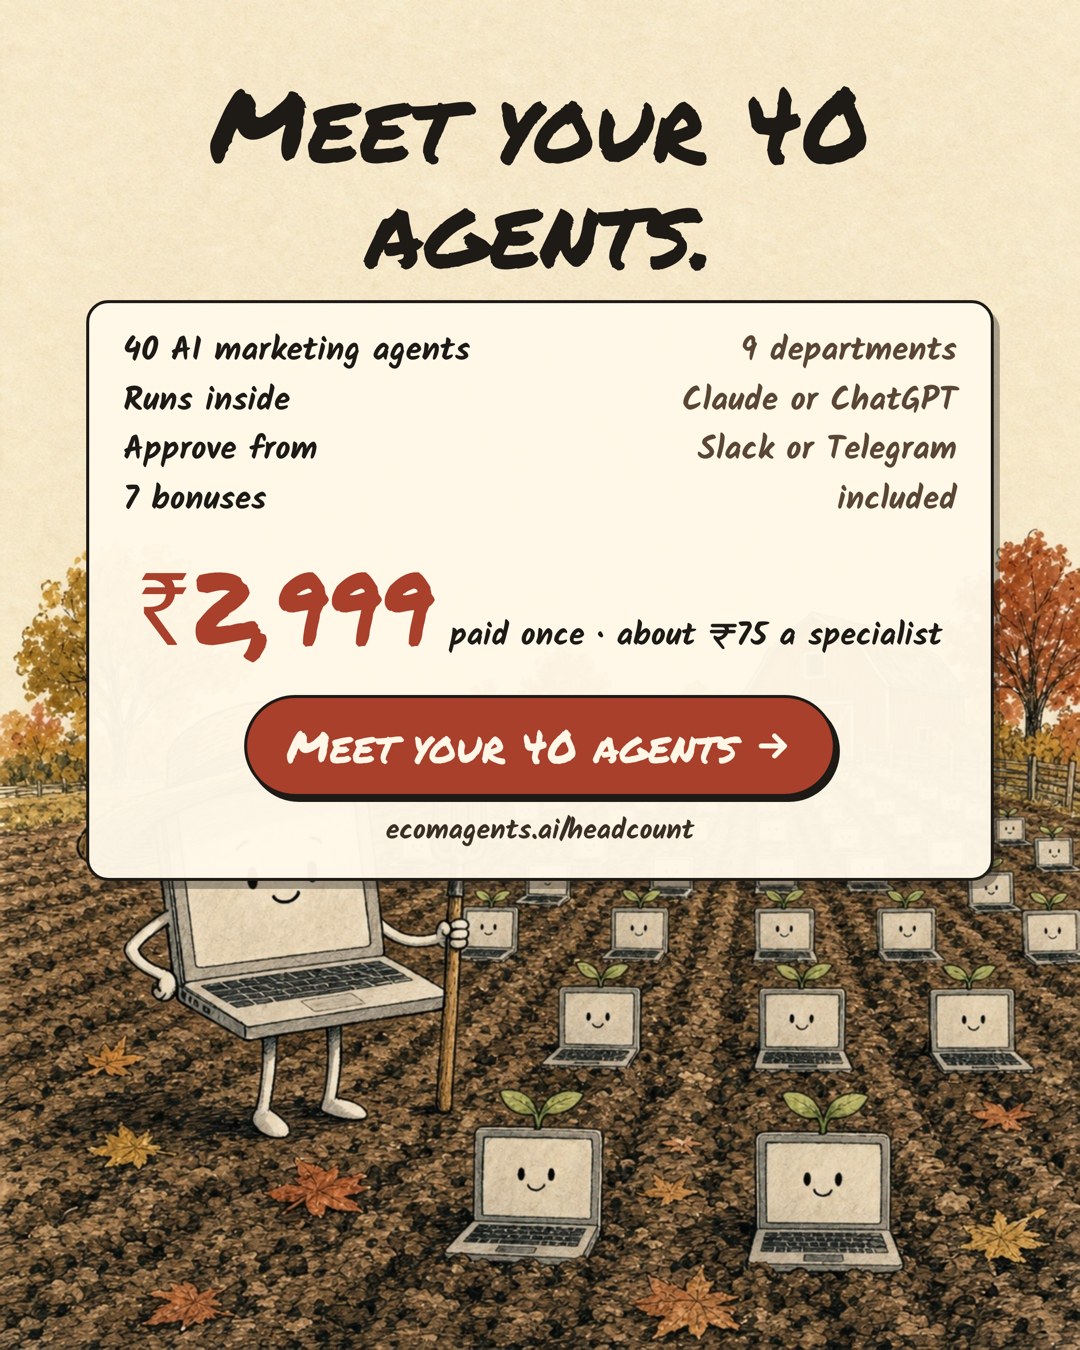 MEET YOUR 40
AGENTS.
40 AI marketing agents 9 departments
Runs inside Claude or ChatGPT
Approve from Slack or Telegram
7 bonuses included
₹2,999 paid once · about ₹75 a specialist
MEET YOUR 40 AGENTS →
ecomagents.ai/headcount